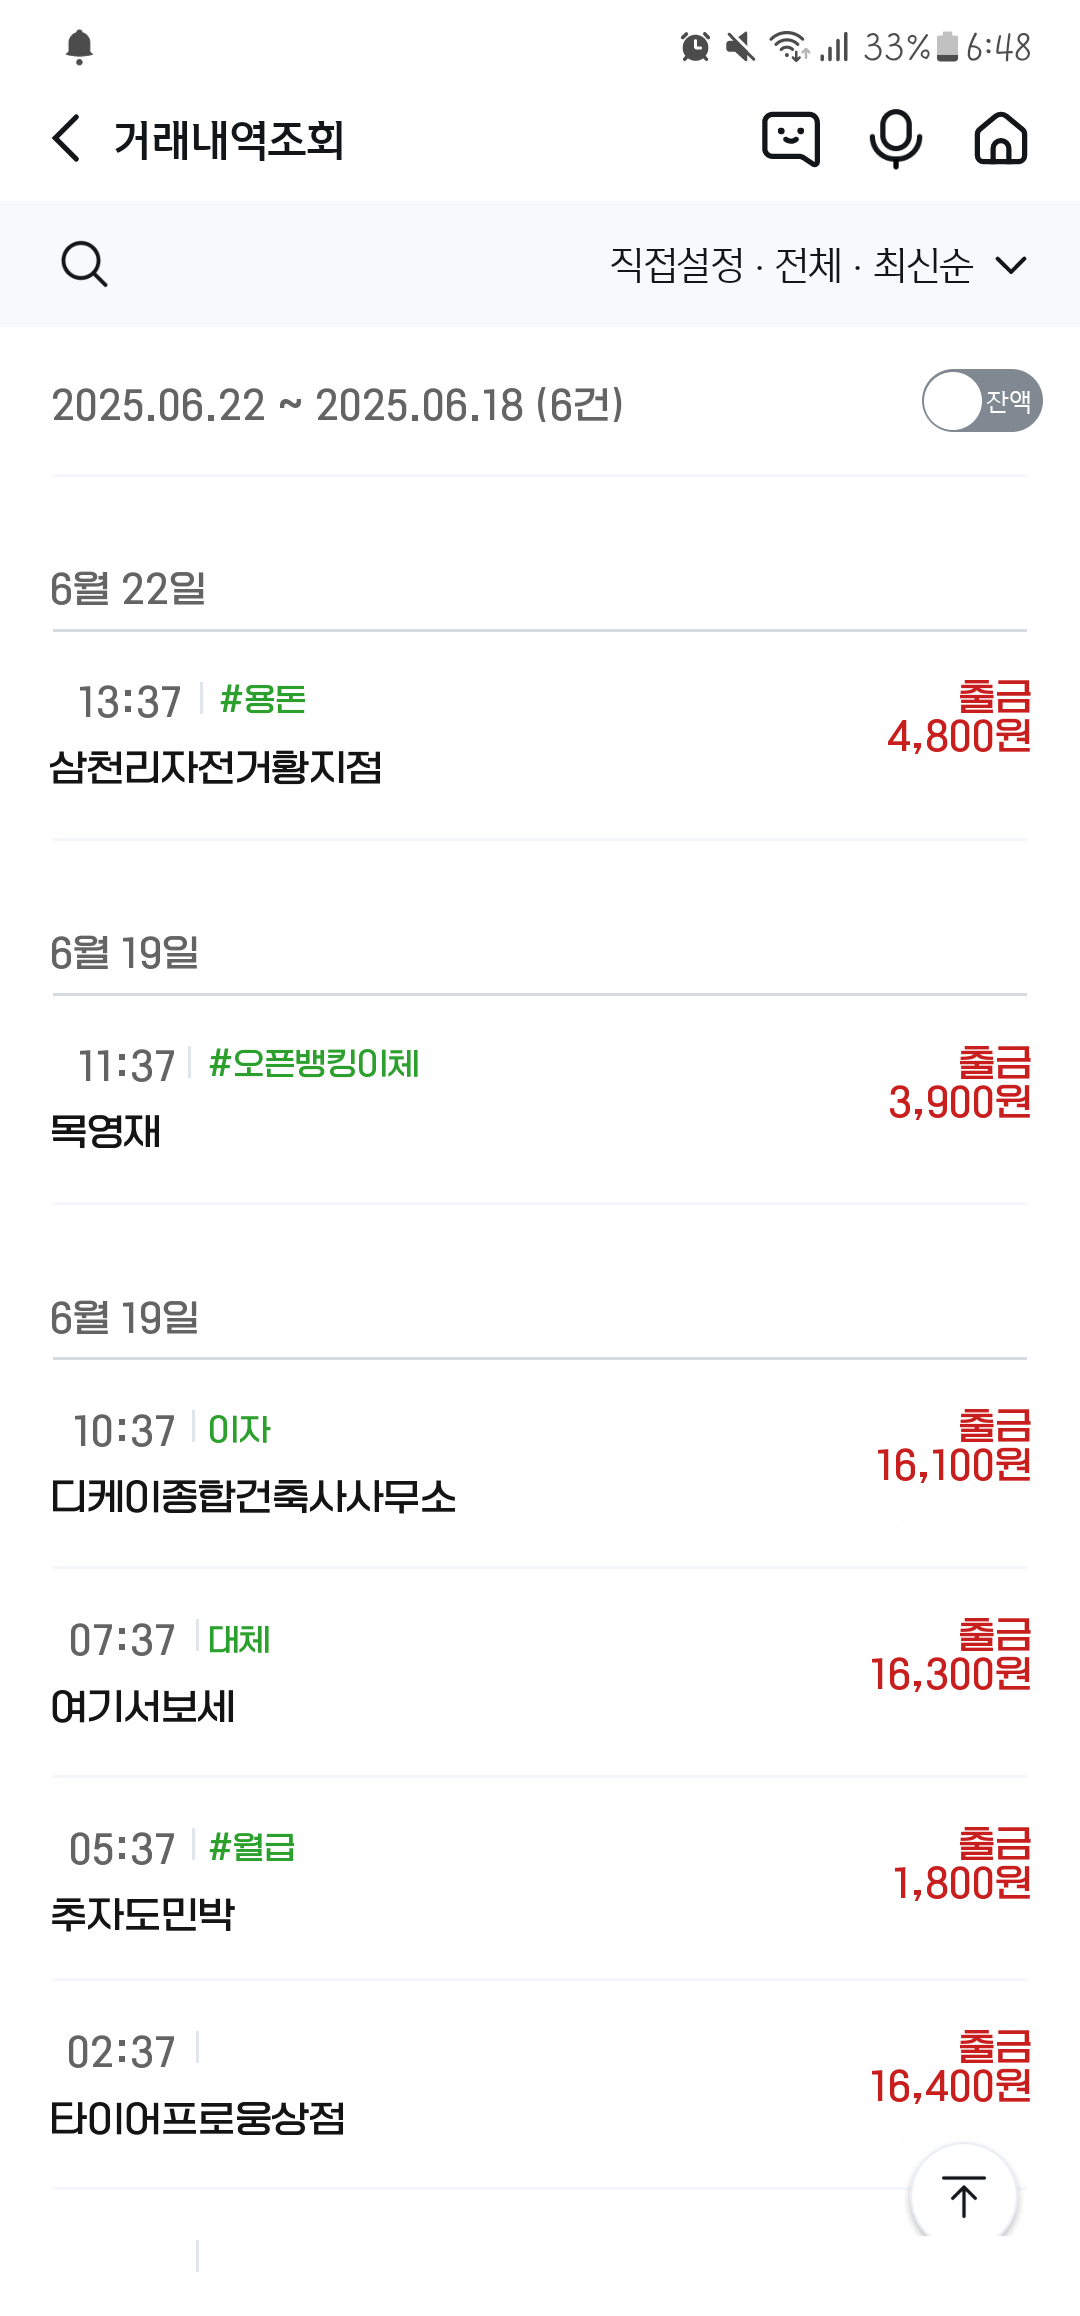 33% 6:48
거래내역조회
직접설정 · 전체 · 최신순
2025.06.22 ~ 2025.06.18 (6건)
잔액
6월 22일
13:37 #용돈
출금
4,800원
삼천리자전거황지점
6월 19일
11:37 #오픈뱅킹이체
출금
3,900원
목영재
6월 19일
10:37 이자
출금
16,100원
디케이종합건축사사무소
07:37 대체
출금
16,300원
여기서보세
05:37 #월급
출금
1,800원
추자도민박
02:37
출금
16,400원
타이어프로웅상점